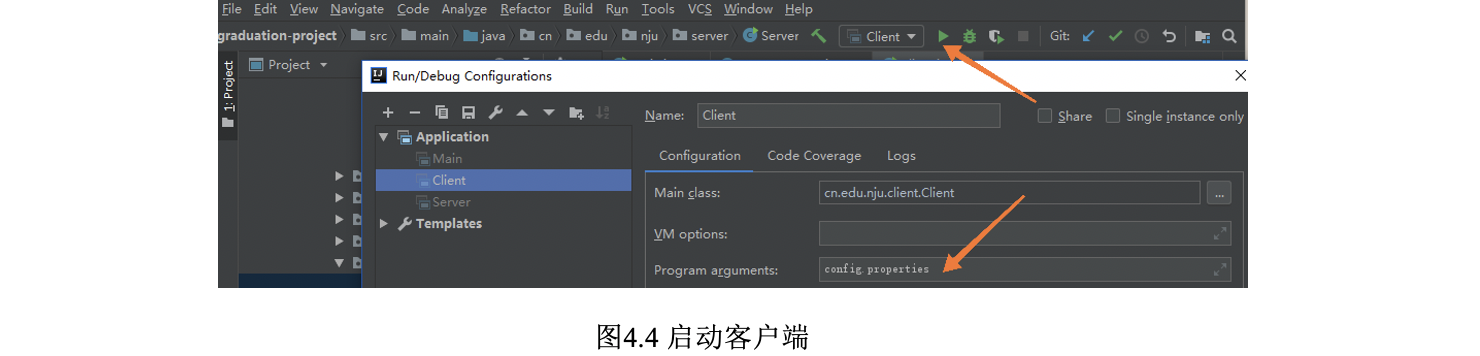 File Edit View Navigate Code Analyze Refactor Build Run Tools VCS Window Help
graduation-project src main java cn edu nju server Server Client Git:
1: Project
Project
Run/Debug Configurations
Name: Client Share Single instance only
Application
Main
Client
Server
Templates
Configuration Code Coverage Logs
Main class: cn.edu.nju.client.Client ...
VM options:
Program arguments: config.properties
图4.4 启动客户端